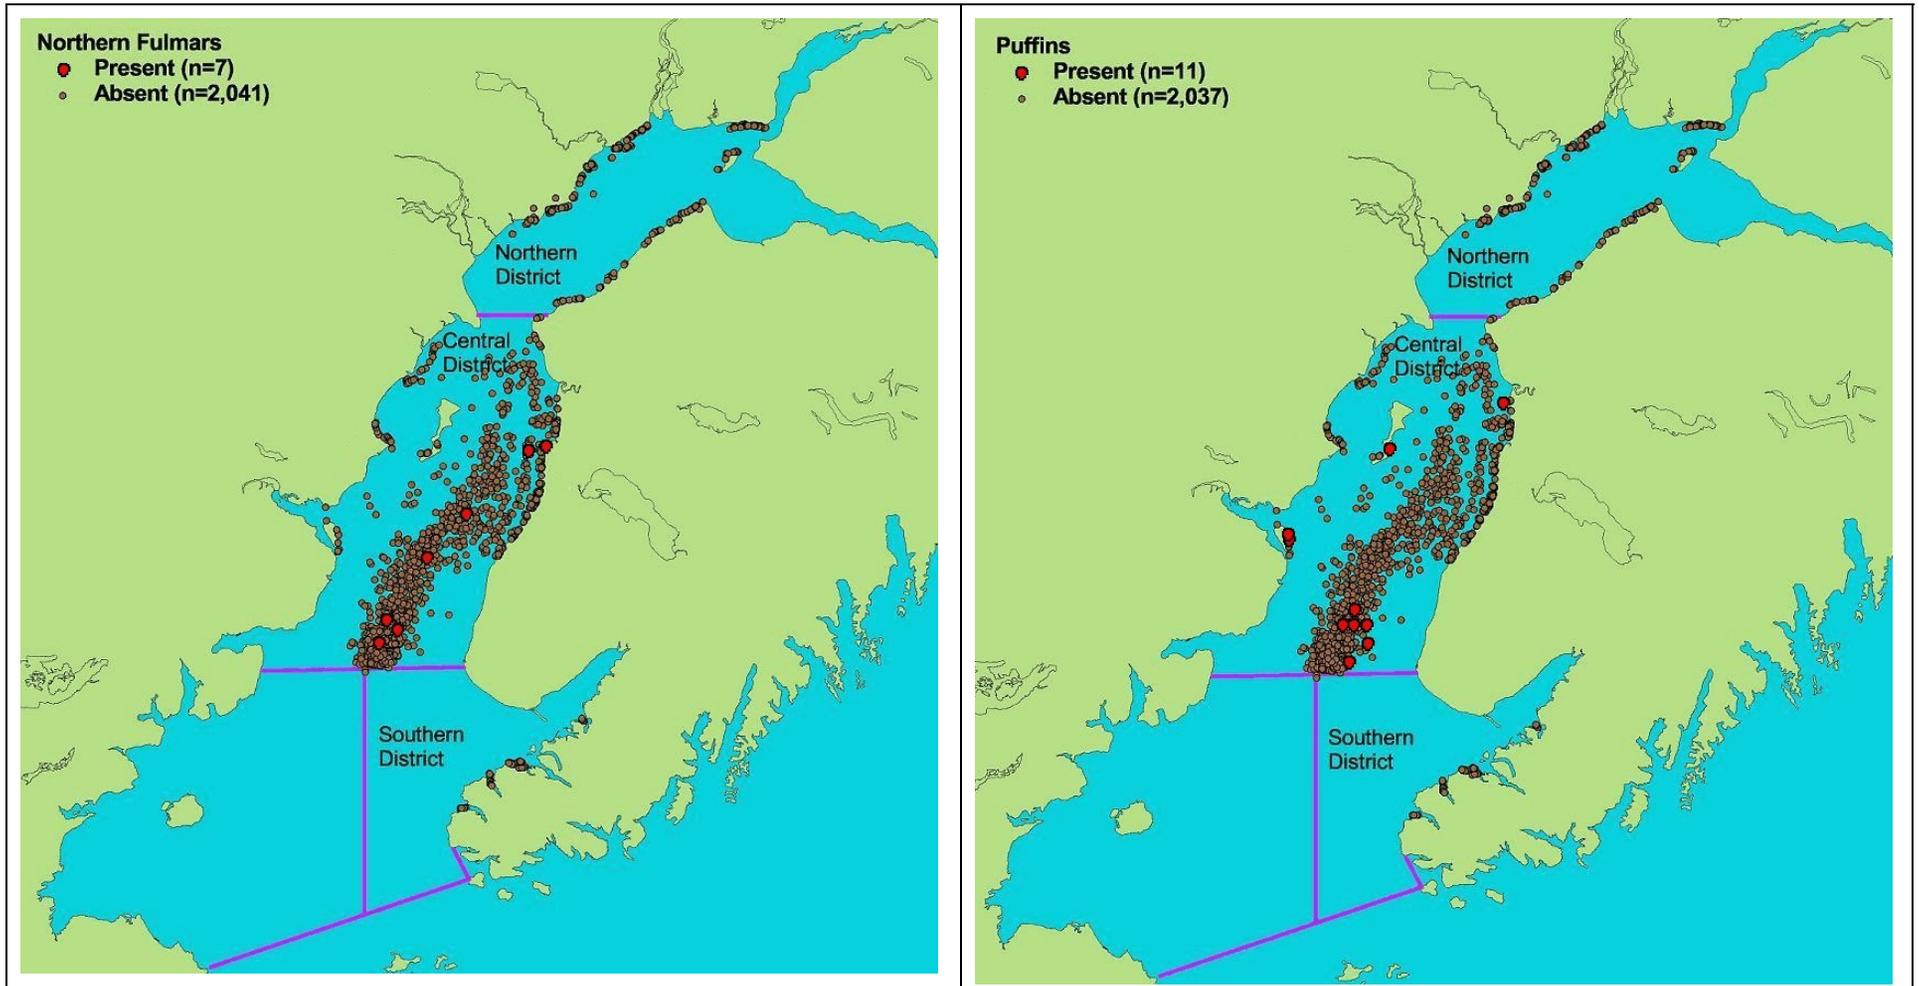 Northern Fulmars
Present (n=7)
Absent (n=2,041)
Northern
District
Central
District
Southern
District
Puffins
Present (n=11)
Absent (n=2,037)
Northern
District
Central
District
Southern
District